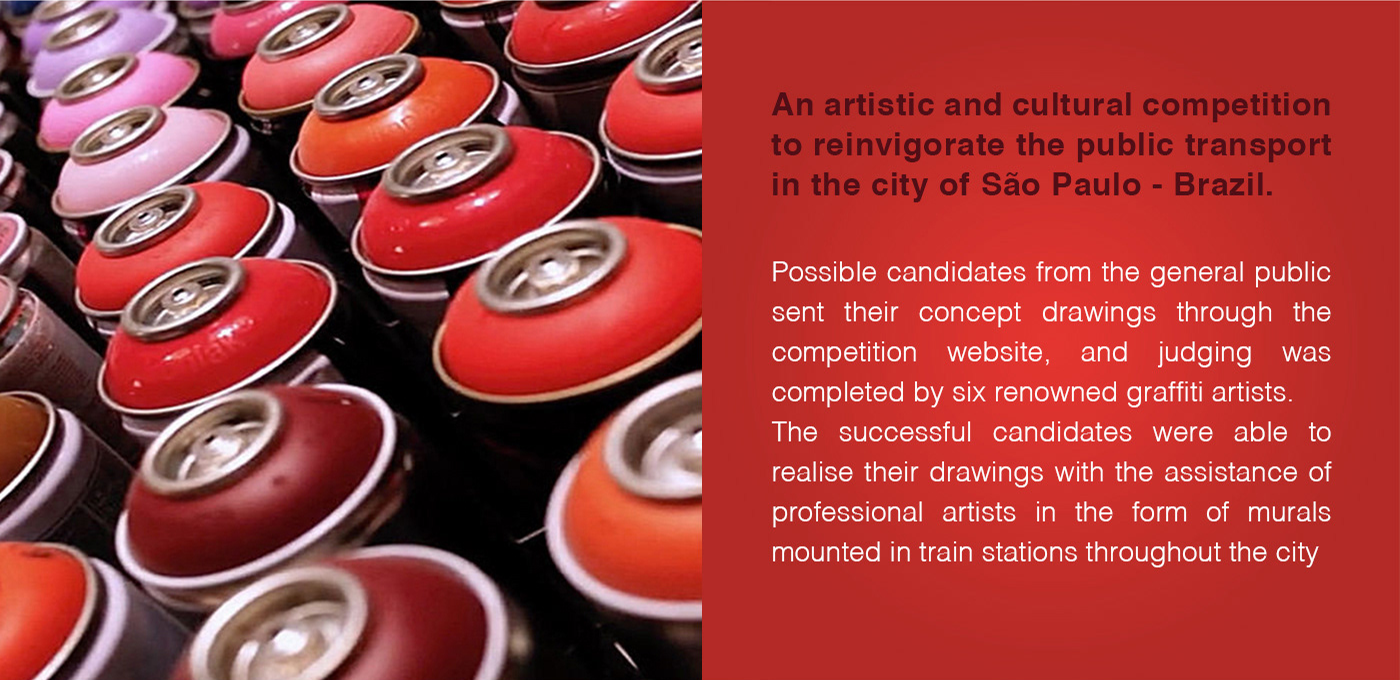 An artistic and cultural competition
to reinvigorate the public transport
in the city of São Paulo - Brazil.
Possible candidates from the general public
sent their concept drawings through the
competition website, and judging was
completed by six renowned graffiti artists.
The successful candidates were able to
realise their drawings with the assistance of
professional artists in the form of murals
mounted in train stations throughout the city